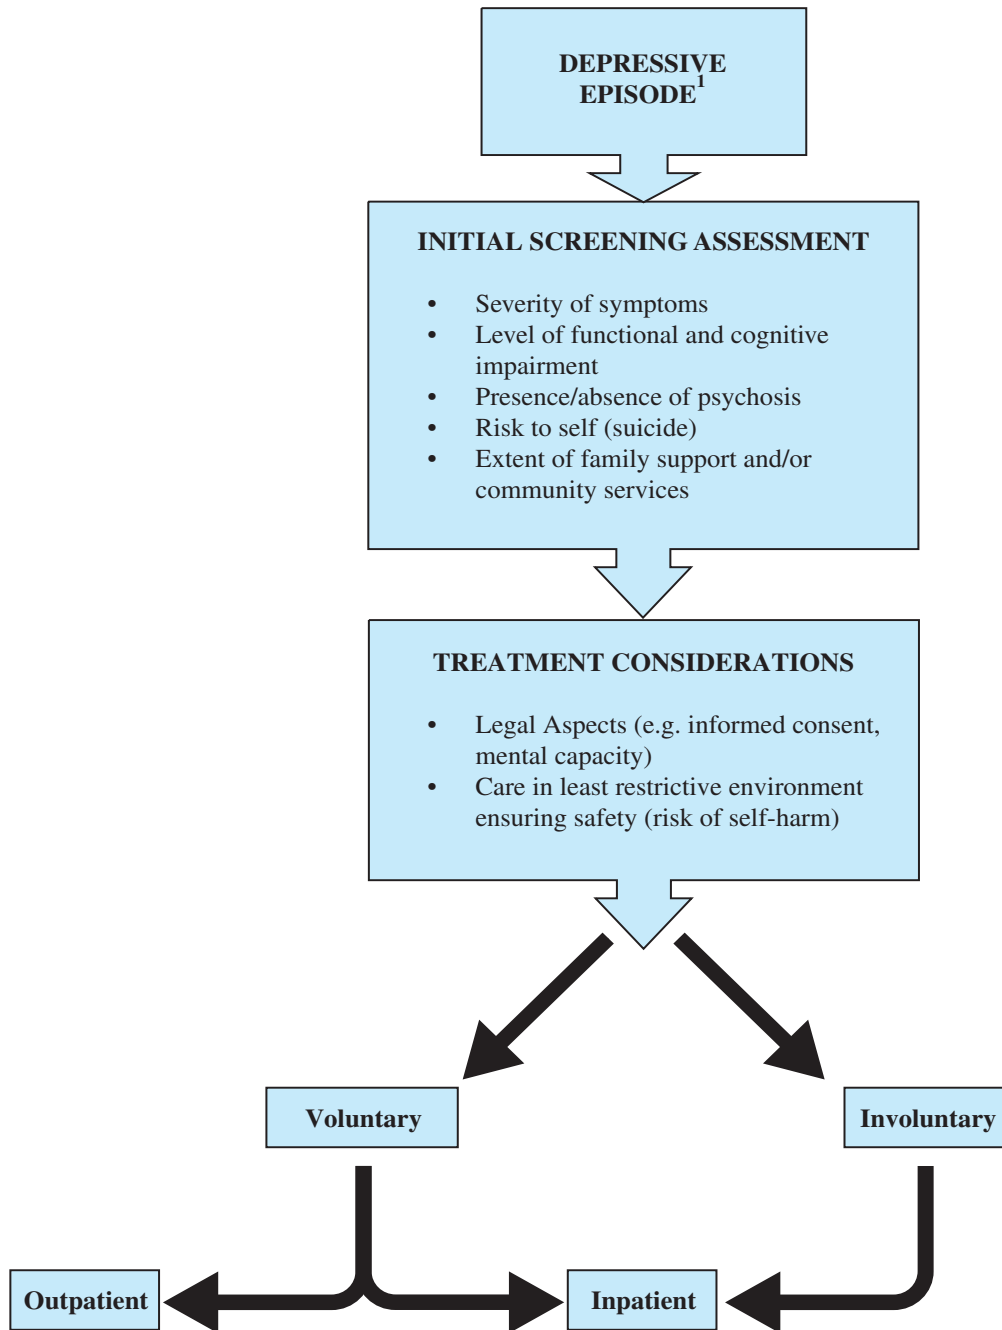 DEPRESSIVE
EPISODE1
INITIAL SCREENING ASSESSMENT
• Severity of symptoms
• Level of functional and cognitive
impairment
• Presence/absence of psychosis
• Risk to self (suicide)
• Extent of family support and/or
community services
TREATMENT CONSIDERATIONS
• Legal Aspects (e.g. informed consent,
mental capacity)
• Care in least restrictive environment
ensuring safety (risk of self-harm)
Voluntary
Involuntary
Outpatient
Inpatient